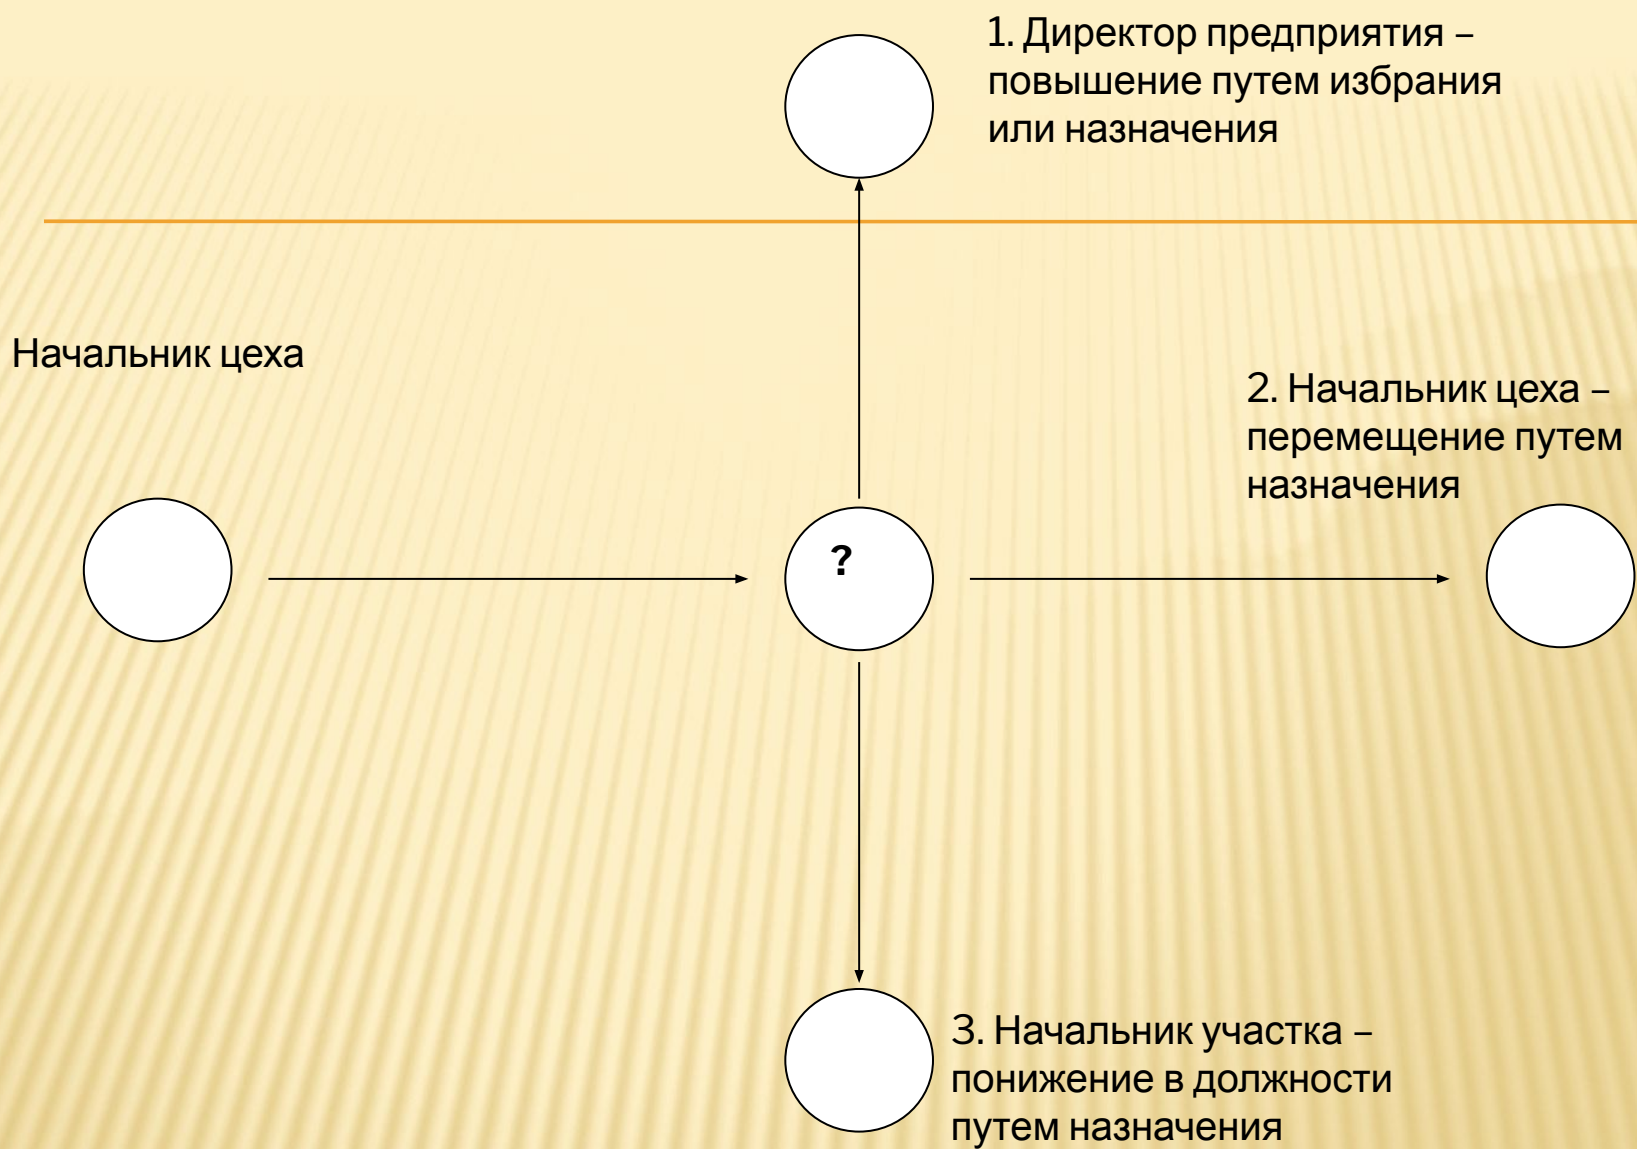 1. Директор предприятия –
повышение путем избрания
или назначения
Начальник цеха
2. Начальник цеха –
перемещение путем
назначения
?
3. Начальник участка –
понижение в должности
путем назначения